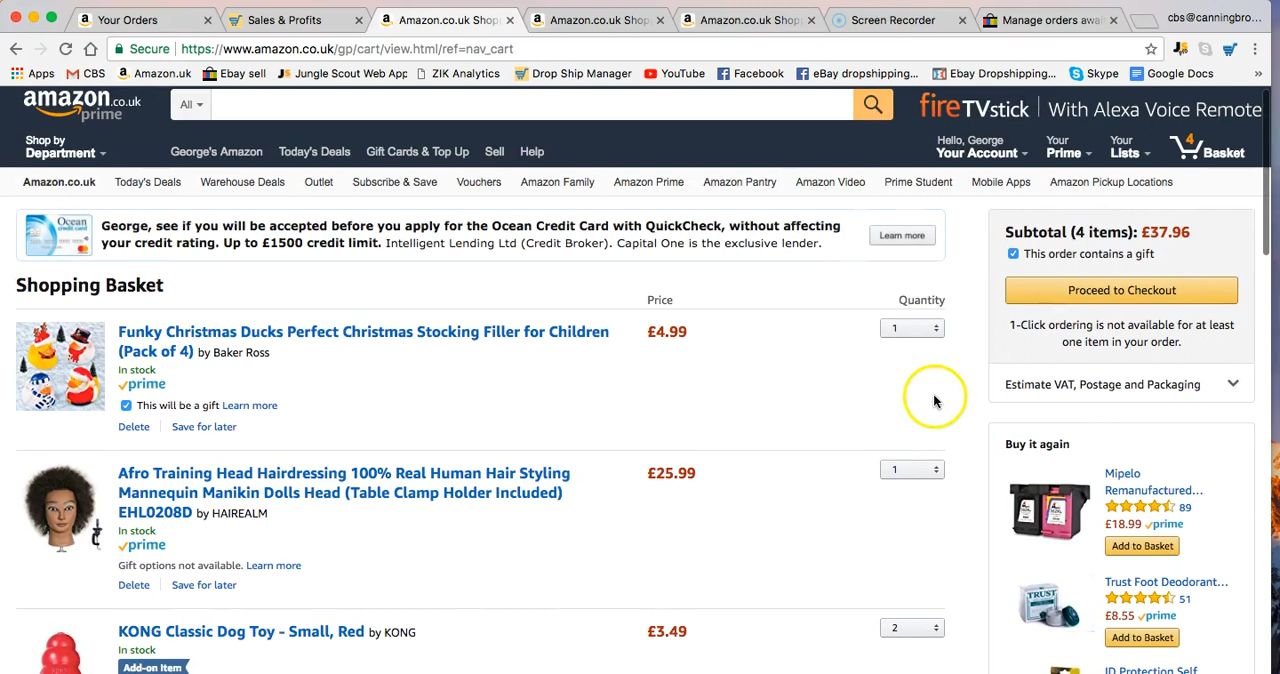 Your Orders
Sales & Profits
Amazon.co.uk Shop
Amazon.co.uk Shop
Amazon.co.uk Shop
Screen Recorder
Manage orders awai
cbs@canningbro...
Secure
https://www.amazon.co.uk/gp/cart/view.html/ref=nav_cart
Apps
CBS
Amazon.uk
Ebay sell
Jungle Scout Web App
ZIK Analytics
Drop Ship Manager
YouTube
Facebook
eBay dropshipping...
Ebay Dropshipping...
Skype
Google Docs
»
amazon.co.uk
prime
All
fireTVstick | With Alexa Voice Remote
Shop by
Department
George's Amazon
Today's Deals
Gift Cards & Top Up
Sell
Help
Hello, George
Your Account
Your
Prime
Your
Lists
4
Basket
Amazon.co.uk
Today's Deals
Warehouse Deals
Outlet
Subscribe & Save
Vouchers
Amazon Family
Amazon Prime
Amazon Pantry
Amazon Video
Prime Student
Mobile Apps
Amazon Pickup Locations
Ocean
credit card
George, see if you will be accepted before you apply for the Ocean Credit Card with QuickCheck, without affecting
your credit rating. Up to £1500 credit limit. Intelligent Lending Ltd (Credit Broker). Capital One is the exclusive lender.
Learn more
Shopping Basket
Price
Quantity
Funky Christmas Ducks Perfect Christmas Stocking Filler for Children
(Pack of 4) by Baker Ross
In stock
prime
This will be a gift Learn more
Delete
Save for later
£4.99
1
Afro Training Head Hairdressing 100% Real Human Hair Styling
Mannequin Manikin Dolls Head (Table Clamp Holder Included)
EHL0208D by HAIREALM
In stock
prime
Gift options not available. Learn more
Delete
Save for later
£25.99
1
KONG Classic Dog Toy - Small, Red by KONG
In stock
Add-on Item
£3.49
2
Subtotal (4 items): £37.96
This order contains a gift
Proceed to Checkout
1-Click ordering is not available for at least
one item in your order.
Estimate VAT, Postage and Packaging
Buy it again
Mipelo
Remanufactured...
89
£18.99 prime
Add to Basket
TRUST
Trust Foot Deodorant...
51
£8.55 prime
Add to Basket
ID Protection Self